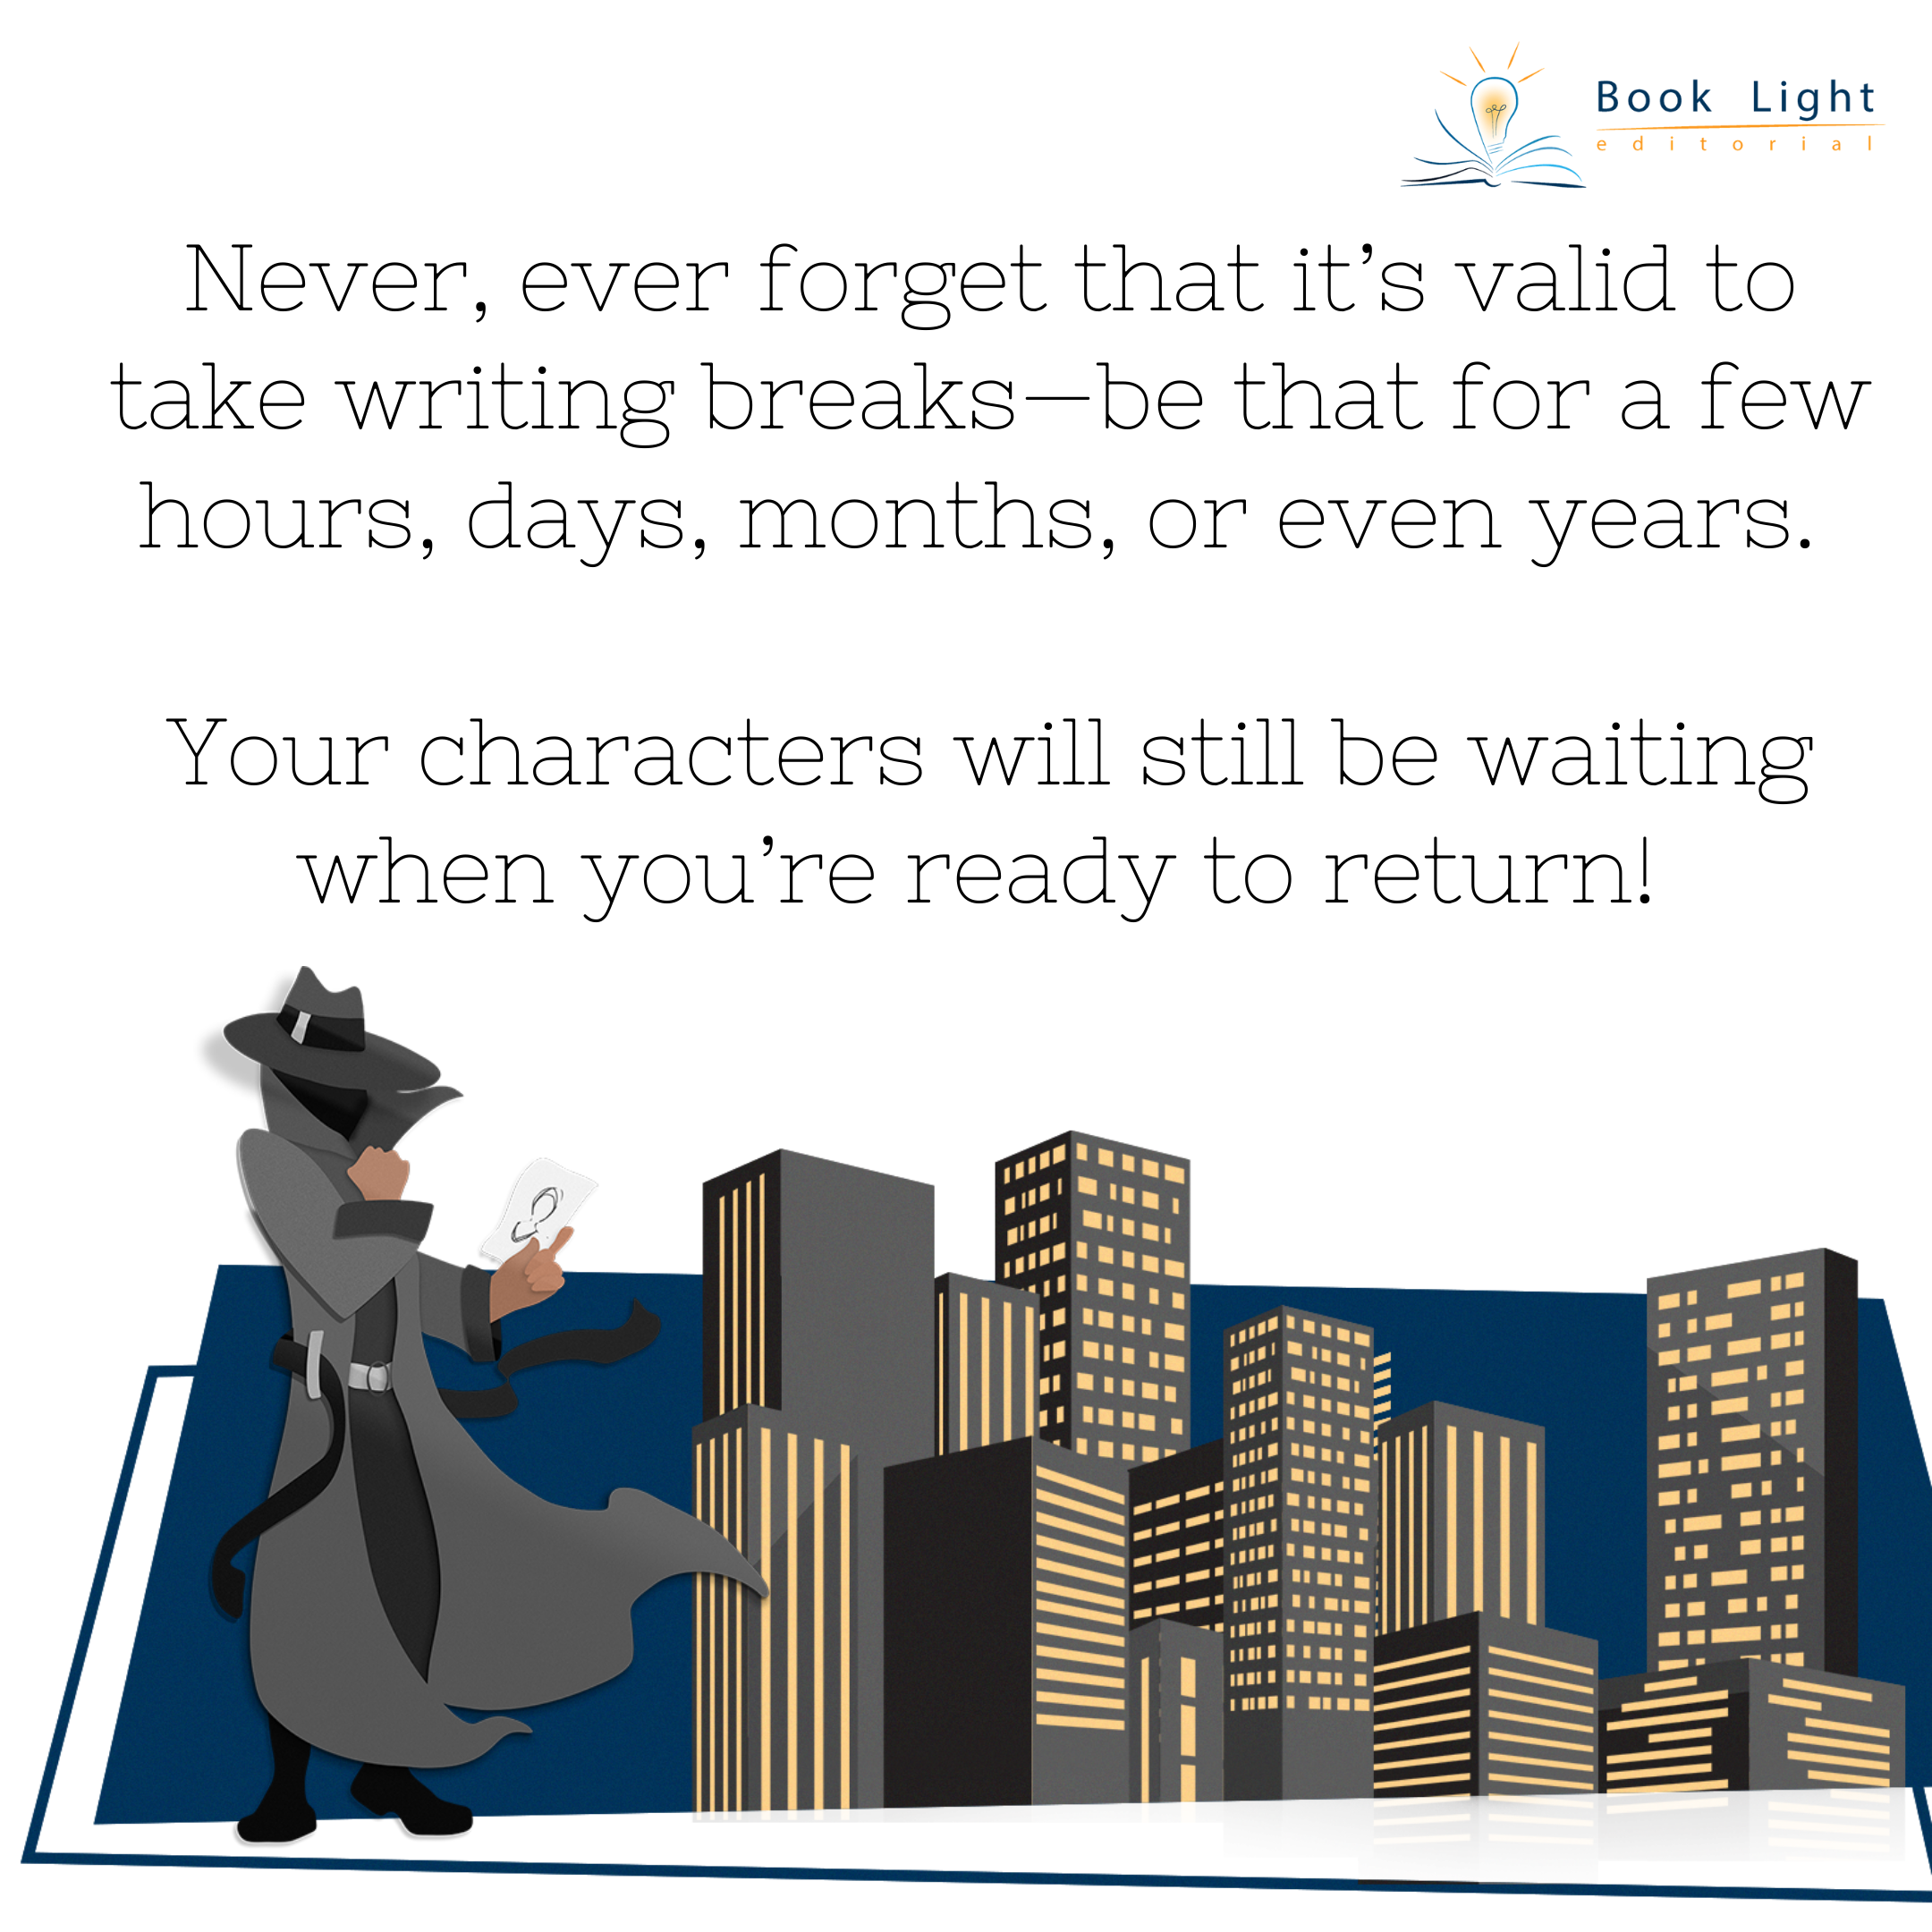 Book Light
editorial
Never, ever forget that it’s valid to
take writing breaks—be that for a few
hours, days, months, or even years.
Your characters will still be waiting
when you’re ready to return!